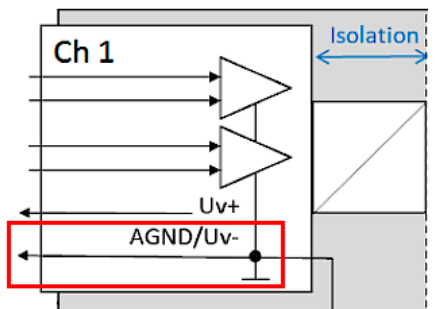 Isolation
Ch 1
Uv+
AGND/Uv-